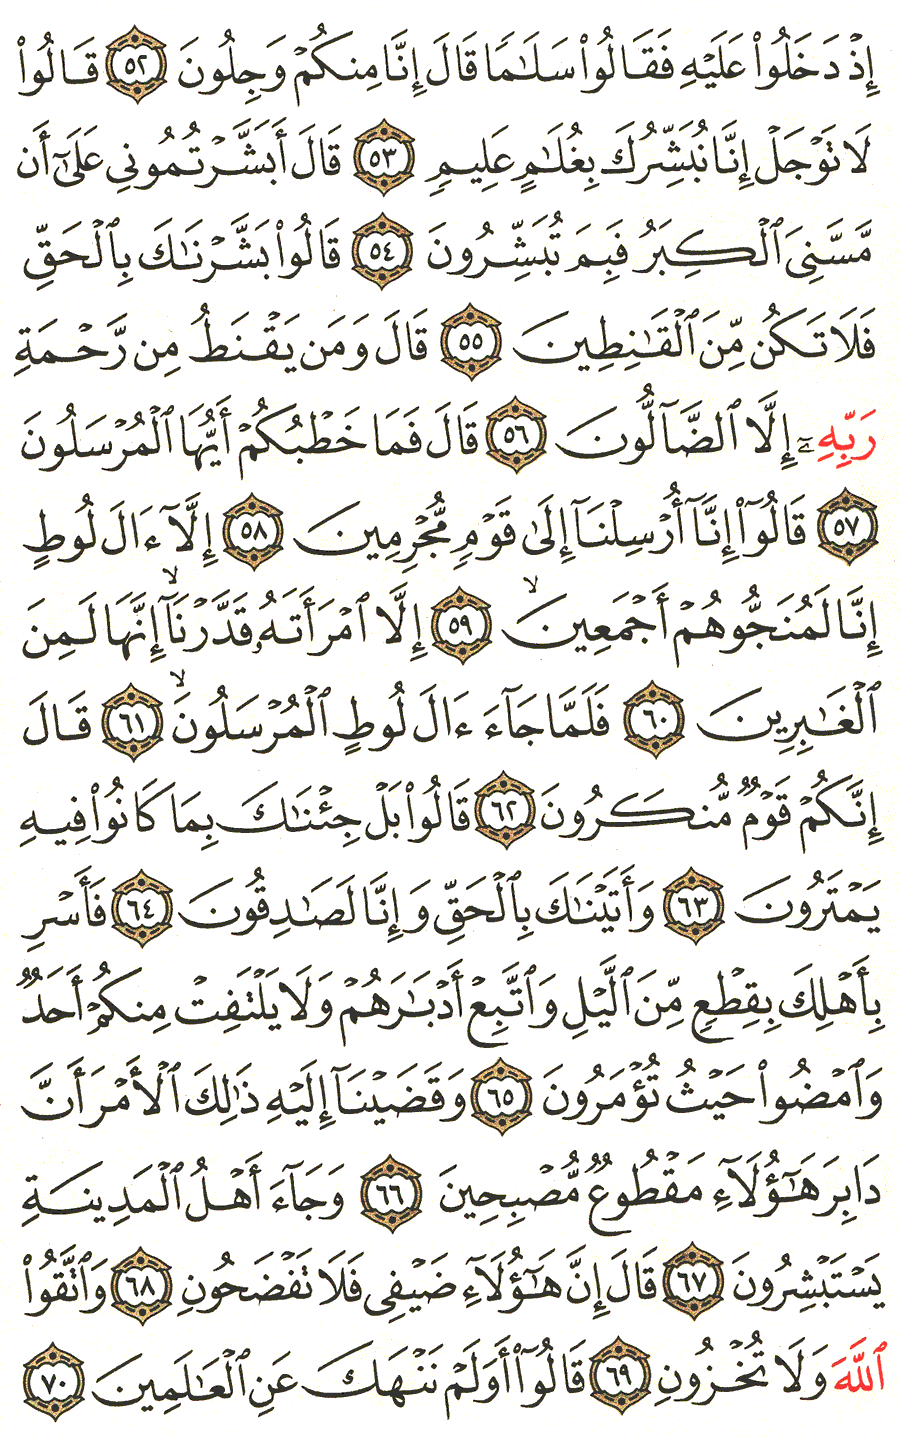 إِذۡ دَخَلُواْ عَلَيۡهِ فَقَالُواْ سَلَٰمٗا قَالَ إِنَّا مِنكُمۡ وَجِلُونَ ٥٢ قَالُواْ
لَا تَوۡجَلۡ إِنَّا نُبَشِّرُكَ بِغُلَٰمٍ عَلِيمٖ ٥٣ قَالَ أَبَشَّرۡتُمُونِي عَلَىٰٓ أَن
مَّسَّنِيَ ٱلۡكِبَرُ فَبِمَ تُبَشِّرُونَ ٥٤ قَالُواْ بَشَّرۡنَٰكَ بِٱلۡحَقِّ
فَلَا تَكُن مِّنَ ٱلۡقَٰنِطِينَ ٥٥ قَالَ وَمَن يَقۡنَطُ مِن رَّحۡمَةِ
رَبِّهِۦٓ إِلَّا ٱلضَّآلُّونَ ٥٦ قَالَ فَمَا خَطۡبُكُمۡ أَيُّهَا ٱلۡمُرۡسَلُونَ
٥٧ قَالُوٓاْ إِنَّآ أُرۡسِلۡنَآ إِلَىٰ قَوۡمٖ مُّجۡرِمِينَ ٥٨ إِلَّآ ءَالَ لُوطٍ
إِنَّا لَمُنَجُّوهُمۡ أَجۡمَعِينَ ۙ ٥٩ إِلَّا ٱمۡرَأَتَهُۥ قَدَّرۡنَآ ۙ إِنَّهَا لَمِنَ
ٱلۡغَٰبِرِينَ ٦٠ فَلَمَّا جَآءَ ءَالَ لُوطٍ ٱلۡمُرۡسَلُونَ ۙ ٦١ قَالَ
إِنَّكُمۡ قَوۡمٞ مُّنكَرُونَ ٦٢ قَالُواْ بَلۡ جِئۡنَٰكَ بِمَا كَانُواْ فِيهِ
يَمۡتَرُونَ ٦٣ وَأَتَيۡنَٰكَ بِٱلۡحَقِّ وَإِنَّا لَصَٰدِقُونَ ٦٤ فَأَسۡرِ
بِأَهۡلِكَ بِقِطۡعٖ مِّنَ ٱلَّيۡلِ وَٱتَّبِعۡ أَدۡبَٰرَهُمۡ وَلَا يَلۡتَفِتۡ مِنكُمۡ أَحَدٞ
وَٱمۡضُواْ حَيۡثُ تُؤۡمَرُونَ ٦٥ وَقَضَيۡنَآ إِلَيۡهِ ذَٰلِكَ ٱلۡأَمۡرَ أَنَّ
دَابِرَ هَٰٓؤُلَآءِ مَقۡطُوعٞ مُّصۡبِحِينَ ٦٦ وَجَآءَ أَهۡلُ ٱلۡمَدِينَةِ
يَسۡتَبۡشِرُونَ ٦٧ قَالَ إِنَّ هَٰٓؤُلَآءِ ضَيۡفِي فَلَا تَفۡضَحُونِ ٦٨ وَٱتَّقُواْ
ٱللَّهَ وَلَا تُخۡزُونِ ٦٩ قَالُوٓاْ أَوَلَمۡ نَنۡهَكَ عَنِ ٱلۡعَٰلَمِينَ ٧٠